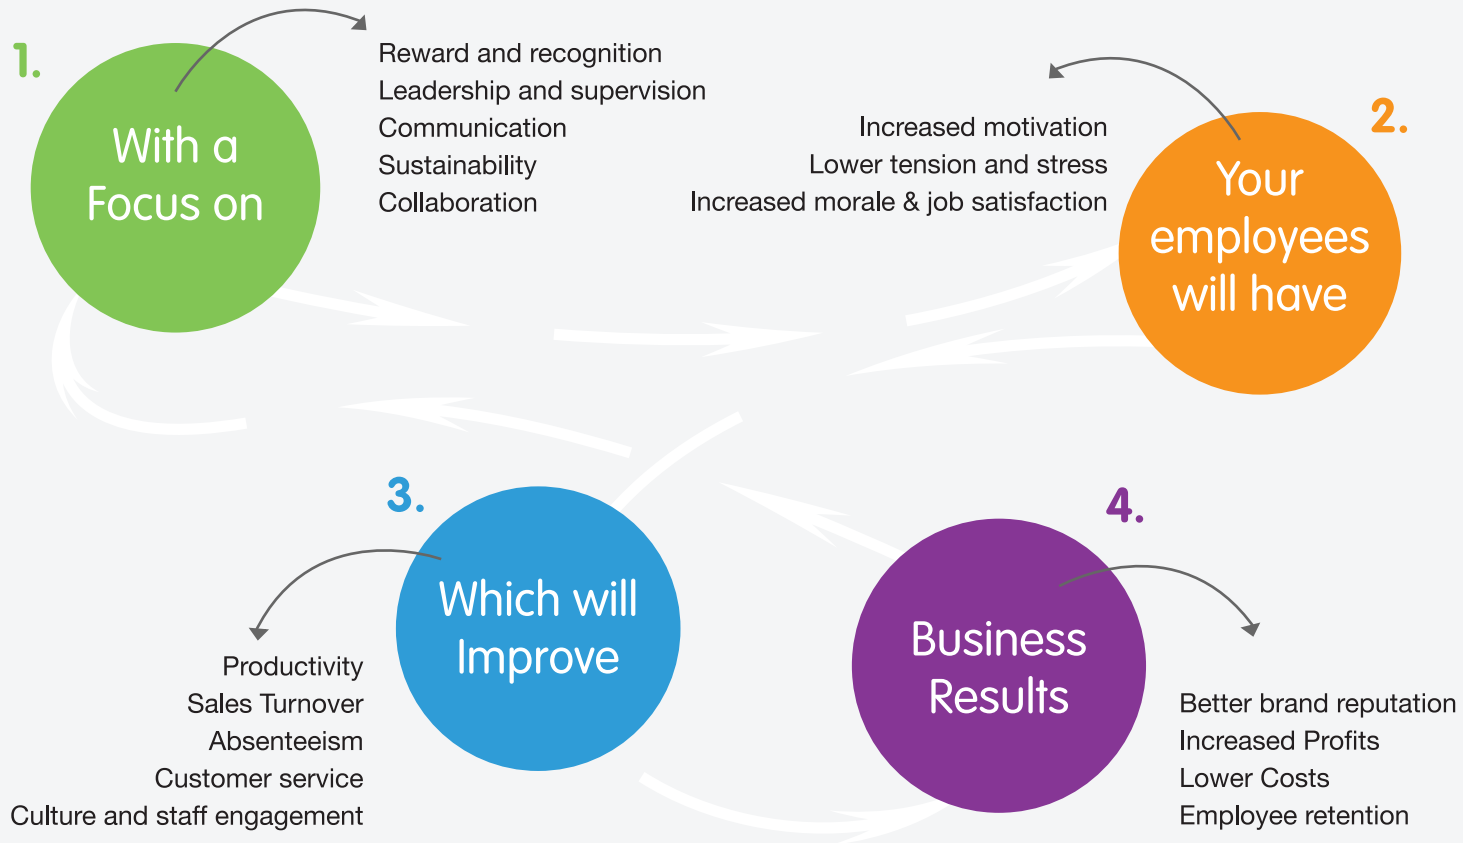 1.
With a
Focus on
Reward and recognition
Leadership and supervision
Communication
Sustainability
Collaboration
2.
Your
employees
will have
Increased motivation
Lower tension and stress
Increased morale & job satisfaction
3.
Which will
Improve
Productivity
Sales Turnover
Absenteeism
Customer service
Culture and staff engagement
4.
Business
Results
Better brand reputation
Increased Profits
Lower Costs
Employee retention